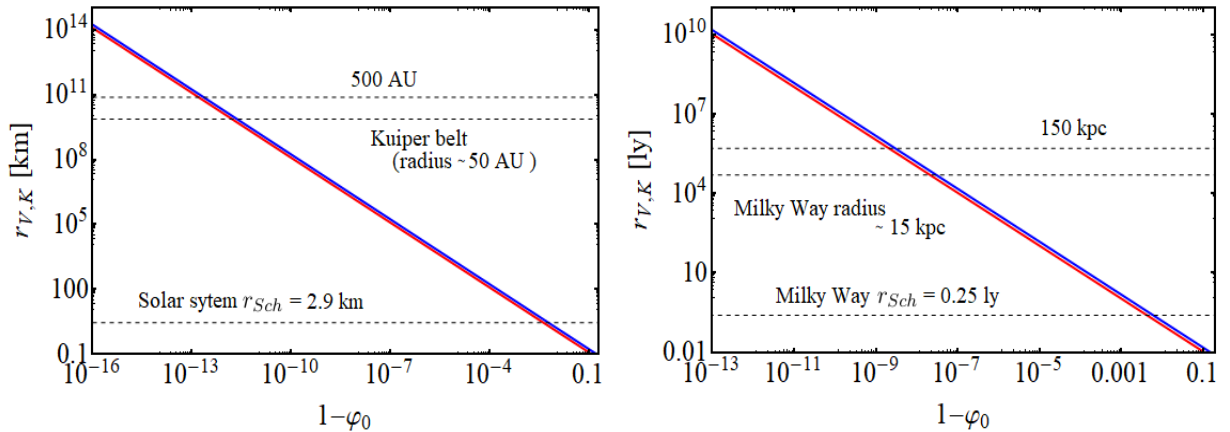 10^14
10^11
10^8
10^5
100
0.1
r_{V,K} [km]
500 AU
Kuiper belt
(radius ~50 AU )
Solar sytem r_{Sch} = 2.9 km
10^−16 10^−13 10^−10 10^−7 10^−4 0.1
1−φ_0
10^10
10^7
10^4
10
0.01
r_{V,K} [ly]
150 kpc
Milky Way radius
~ 15 kpc
Milky Way r_{Sch} = 0.25 ly
10^−13 10^−11 10^−9 10^−7 10^−5 0.001 0.1
1−φ_0